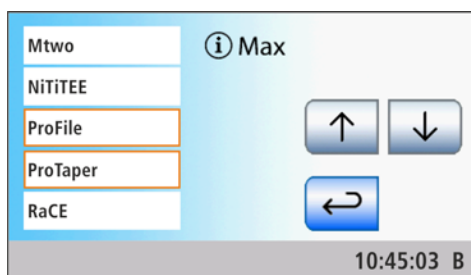 Mtwo
i Max
NiTiTEE
ProFile
ProTaper
RaCE
10:45:03 B